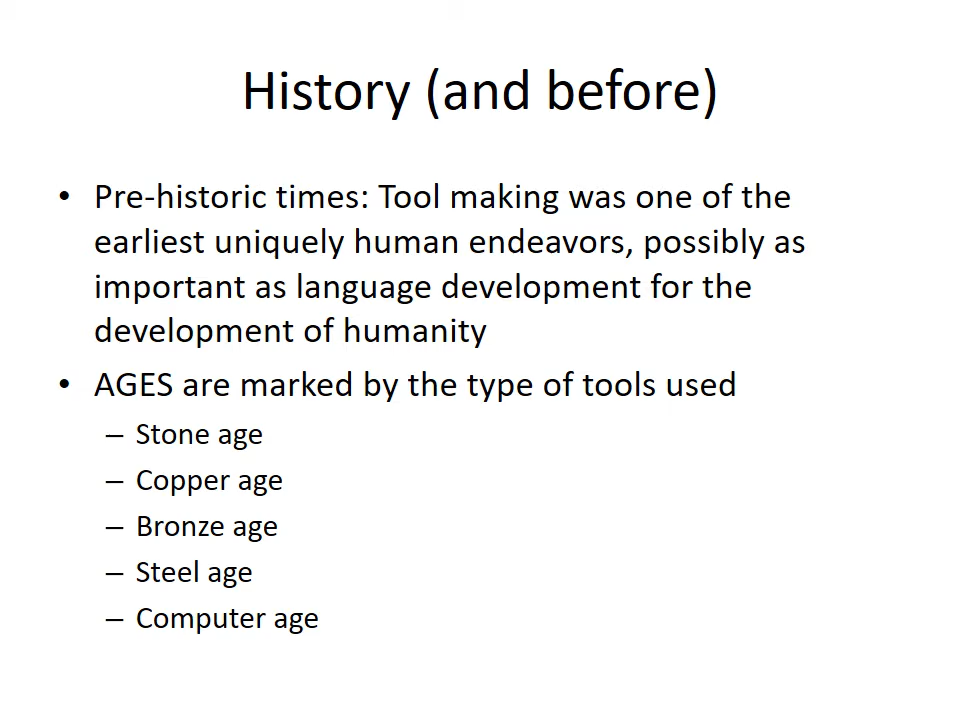 History (and before)
• Pre-historic times: Tool making was one of the
earliest uniquely human endeavors, possibly as
important as language development for the
development of humanity
• AGES are marked by the type of tools used
– Stone age
– Copper age
– Bronze age
– Steel age
– Computer age